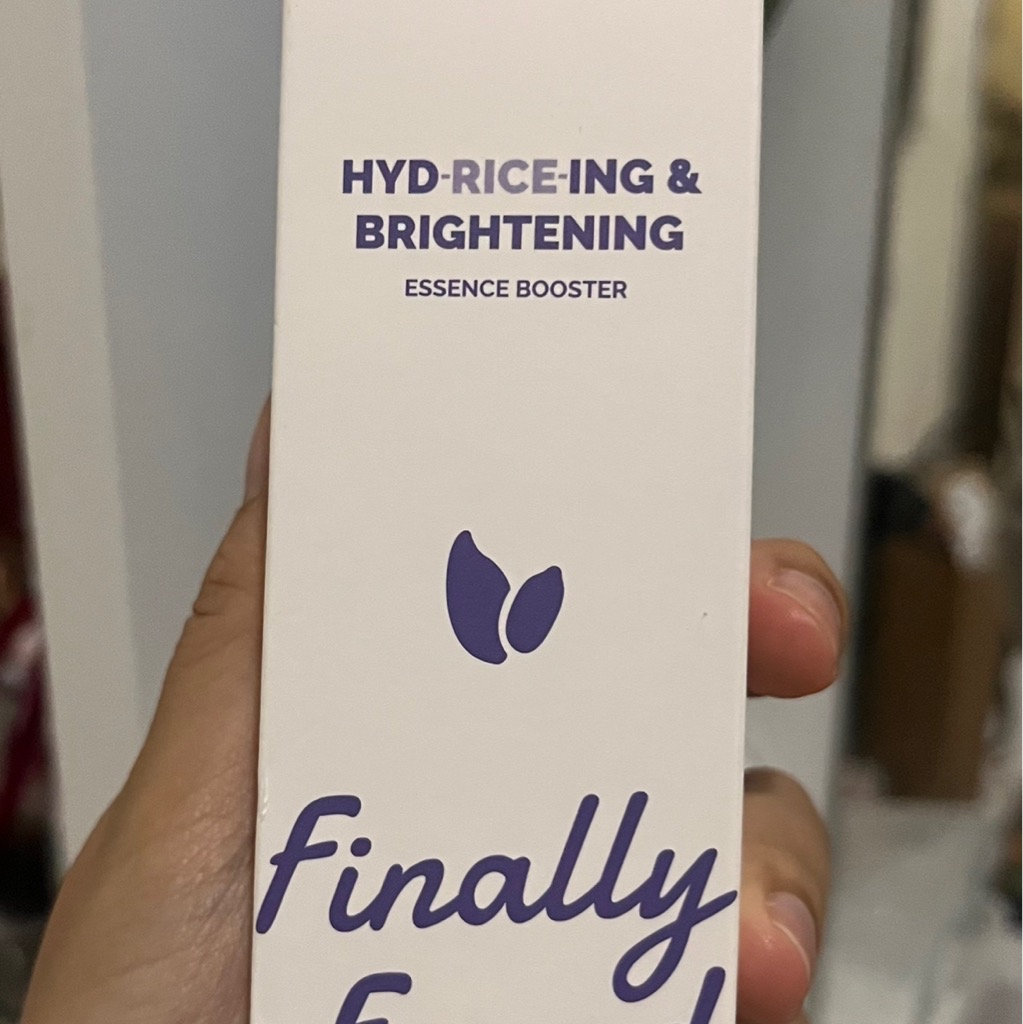 HYD-RICE-ING &
BRIGHTENING
ESSENCE BOOSTER
Finally